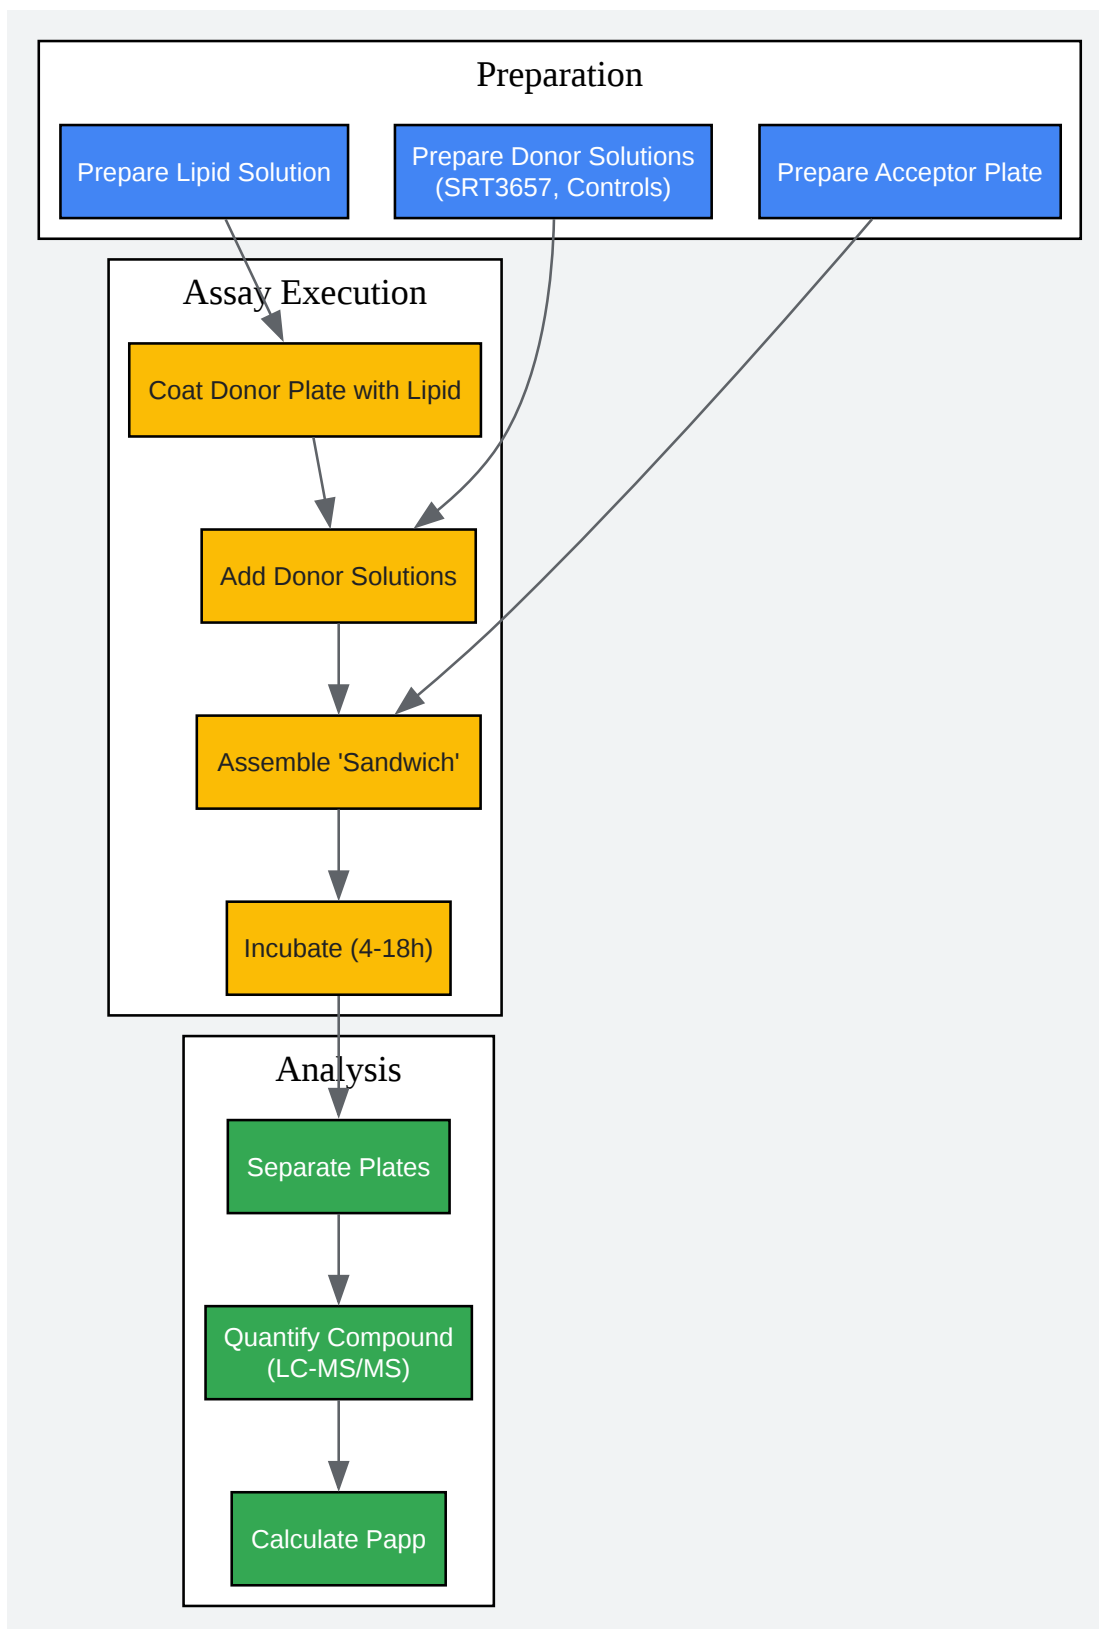 Preparation
Prepare Lipid Solution
Prepare Donor Solutions
(SRT3657, Controls)
Prepare Acceptor Plate
Assay Execution
Coat Donor Plate with Lipid
Add Donor Solutions
Assemble 'Sandwich'
Incubate (4-18h)
Analysis
Separate Plates
Quantify Compound
(LC-MS/MS)
Calculate Papp